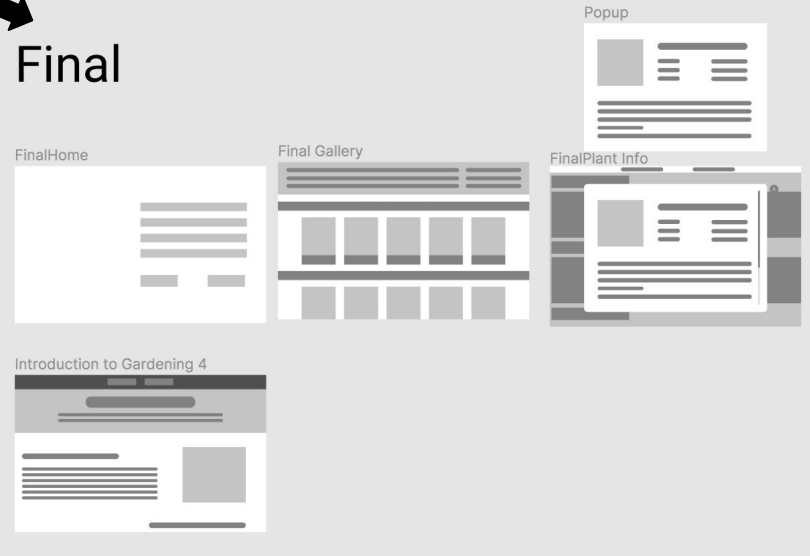 Popup
Final
FinalHome
Final Gallery
FinalPlant Info
Introduction to Gardening 4